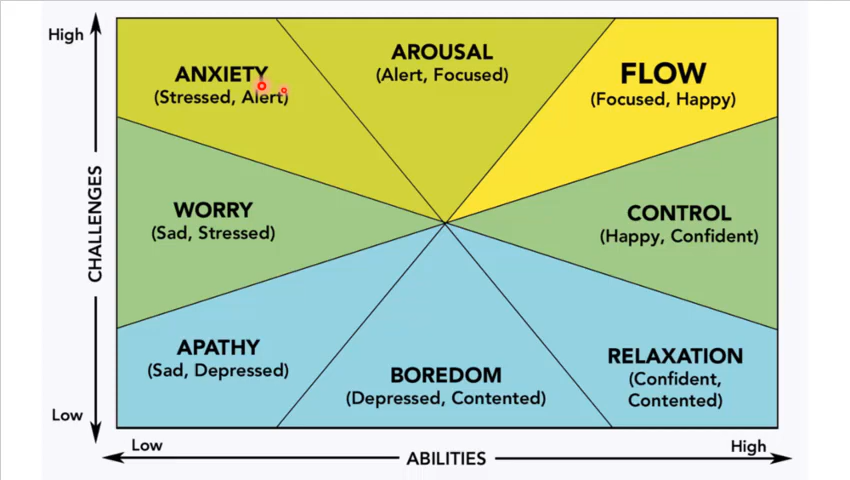 High
ANXIETY
(Stressed, Alert)
AROUSAL
(Alert, Focused)
FLOW
(Focused, Happy)
CHALLENGES
WORRY
(Sad, Stressed)
CONTROL
(Happy, Confident)
APATHY
(Sad, Depressed)
BOREDOM
(Depressed, Contented)
RELAXATION
(Confident,
Contented)
Low
Low
ABILITIES
High